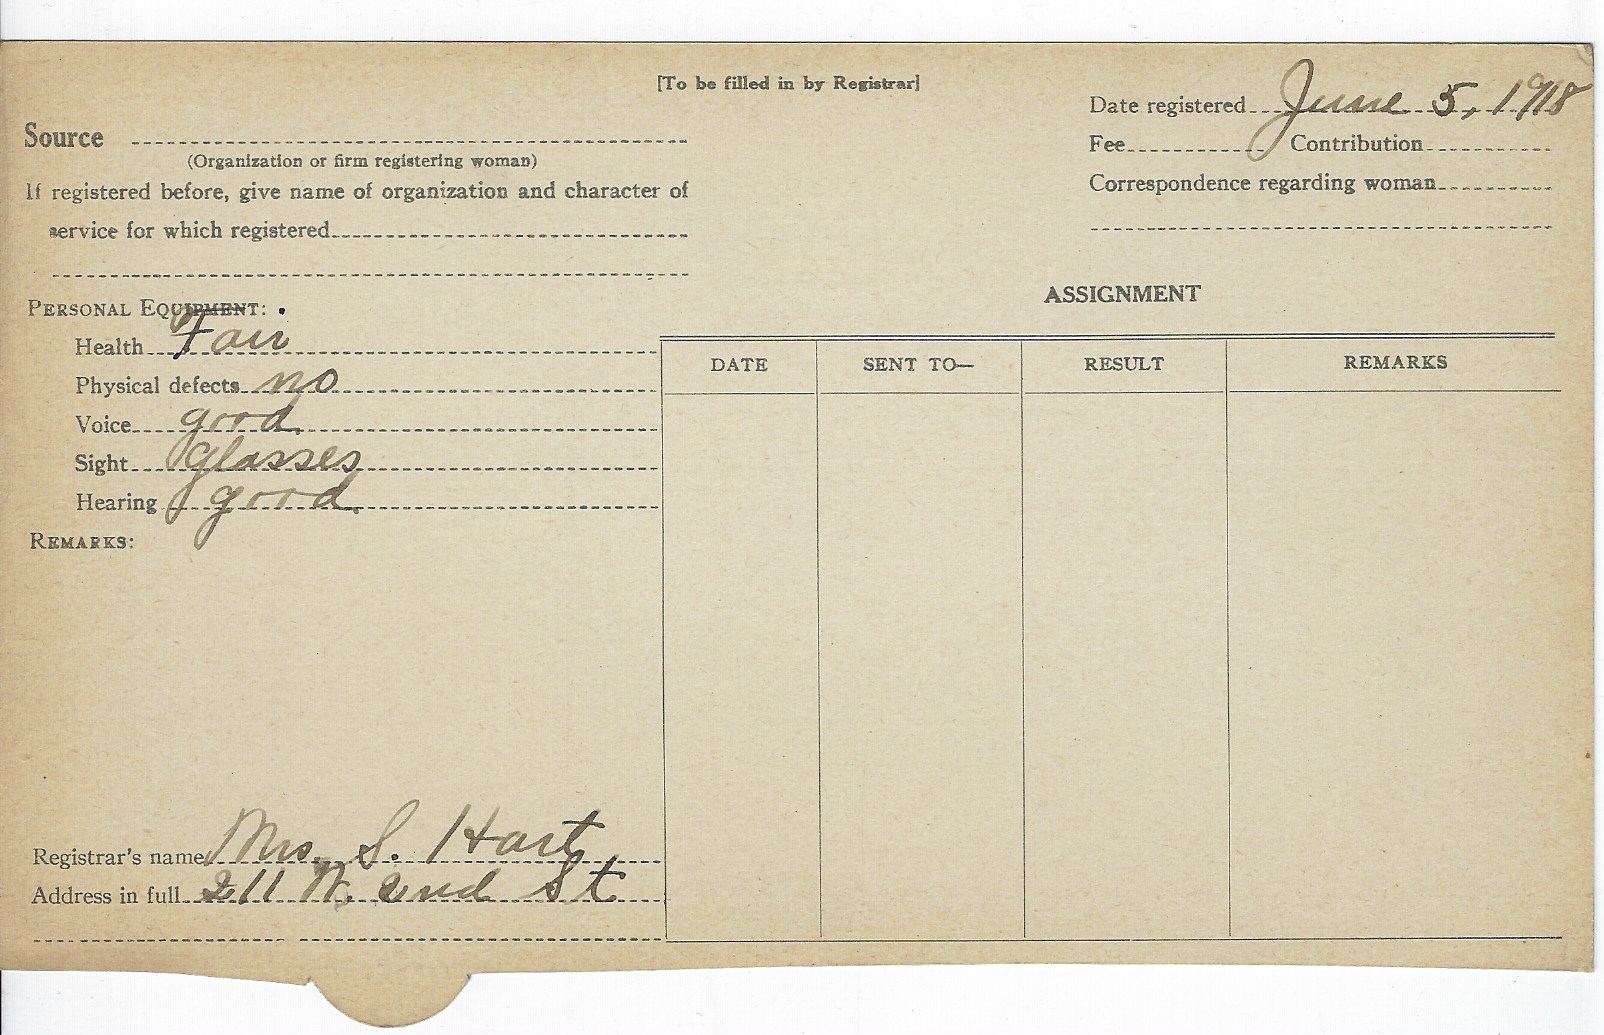 [To be filled in by Registrar]
Date registered June 5, 1918
Source
(Organization or firm registering woman)
Fee Contribution
If registered before, give name of organization and character of
service for which registered
Correspondence regarding woman
PERSONAL EQUIPMENT:
Health Fair
Physical defects no
Voice good
Sight glasses
Hearing good
REMARKS:
ASSIGNMENT
DATE SENT TO— RESULT REMARKS
Registrar's name Mrs. S. Hart
Address in full 211 W. 2nd St